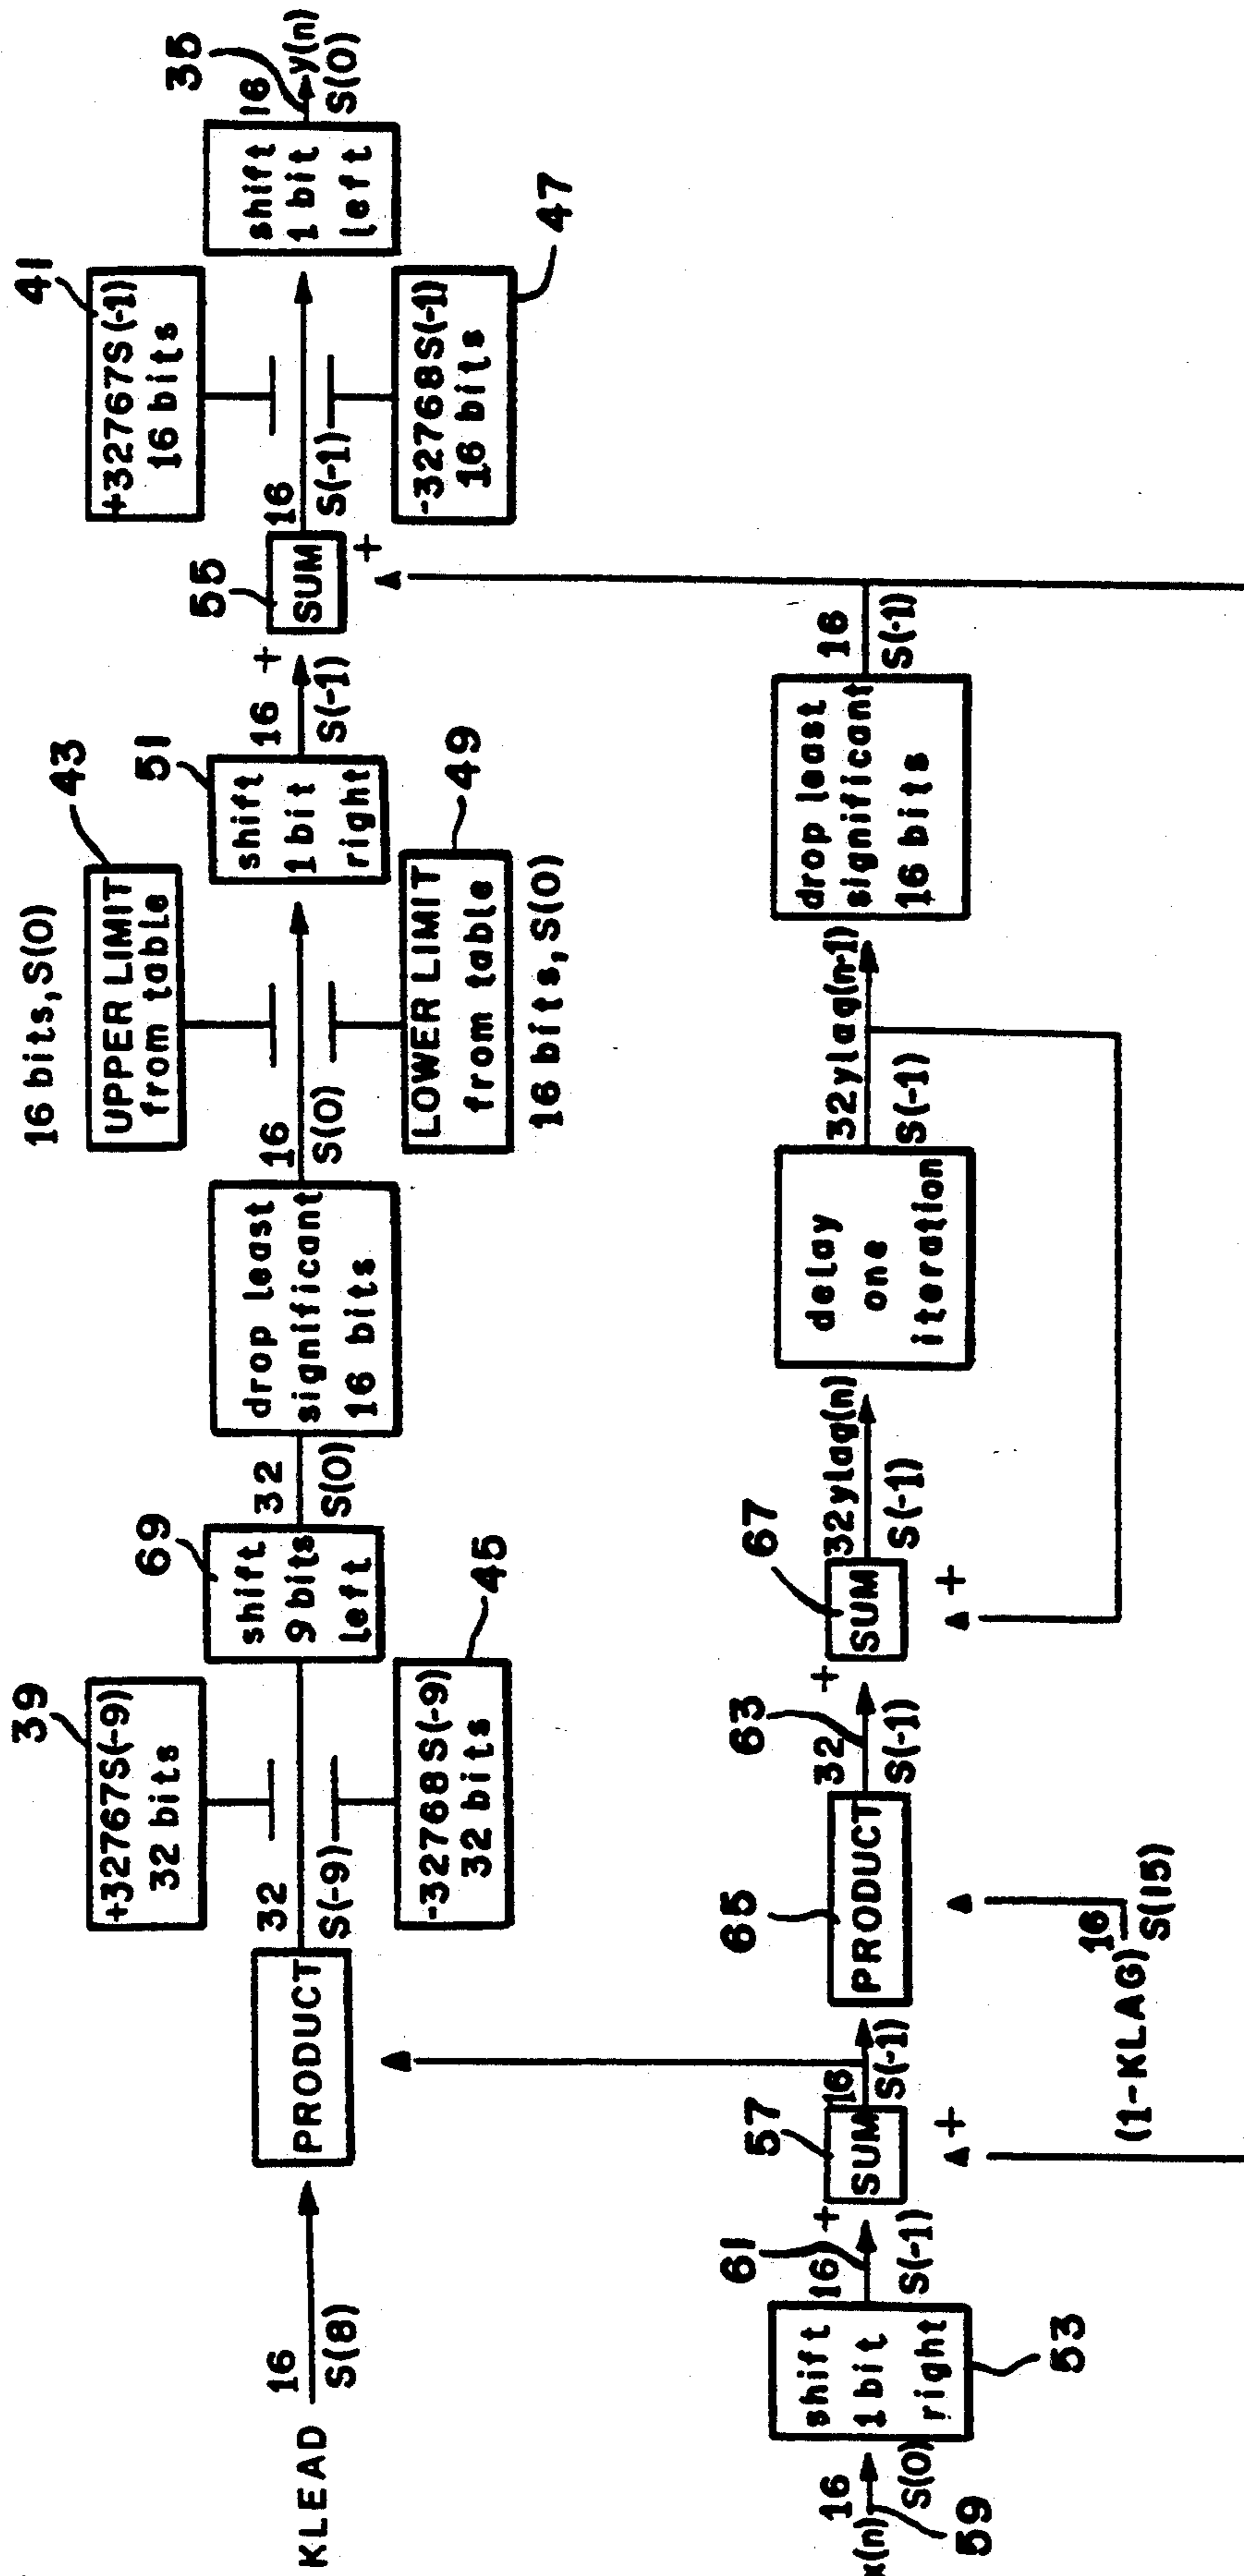 KLEAD
16
S(8)
PRODUCT
32
S(-9)
39
+32767S(-9)
32 bits
-32768S(-9)
32 bits
45
69
shift
9 bits
left
32
S(0)
drop least
significant
16 bits
16
S(0)
16 bits, S(0)
UPPER LIMIT
from table
43
LOWER LIMIT
from table
49
16 bits, S(0)
51
shift
1 bit
right
16
S(-1)
+
55
SUM
+
16
S(-1)
41
+32767S(-1)
16 bits
-32768S(-1)
16 bits
47
shift
1 bit
left
16
35
y(n)
S(0)
x(n)
16
S(0)
59
shift
1 bit
right
53
61
16
S(-1)
+
57
SUM
+
16
S(-1)
65
PRODUCT
(1-KLAG)
16
S(15)
63
32
S(-1)
+
67
SUM
+
32 ylag(n)
S(-1)
delay
one
iteration
32 ylag(n-1)
S(-1)
drop least
significant
16 bits
16
S(-1)